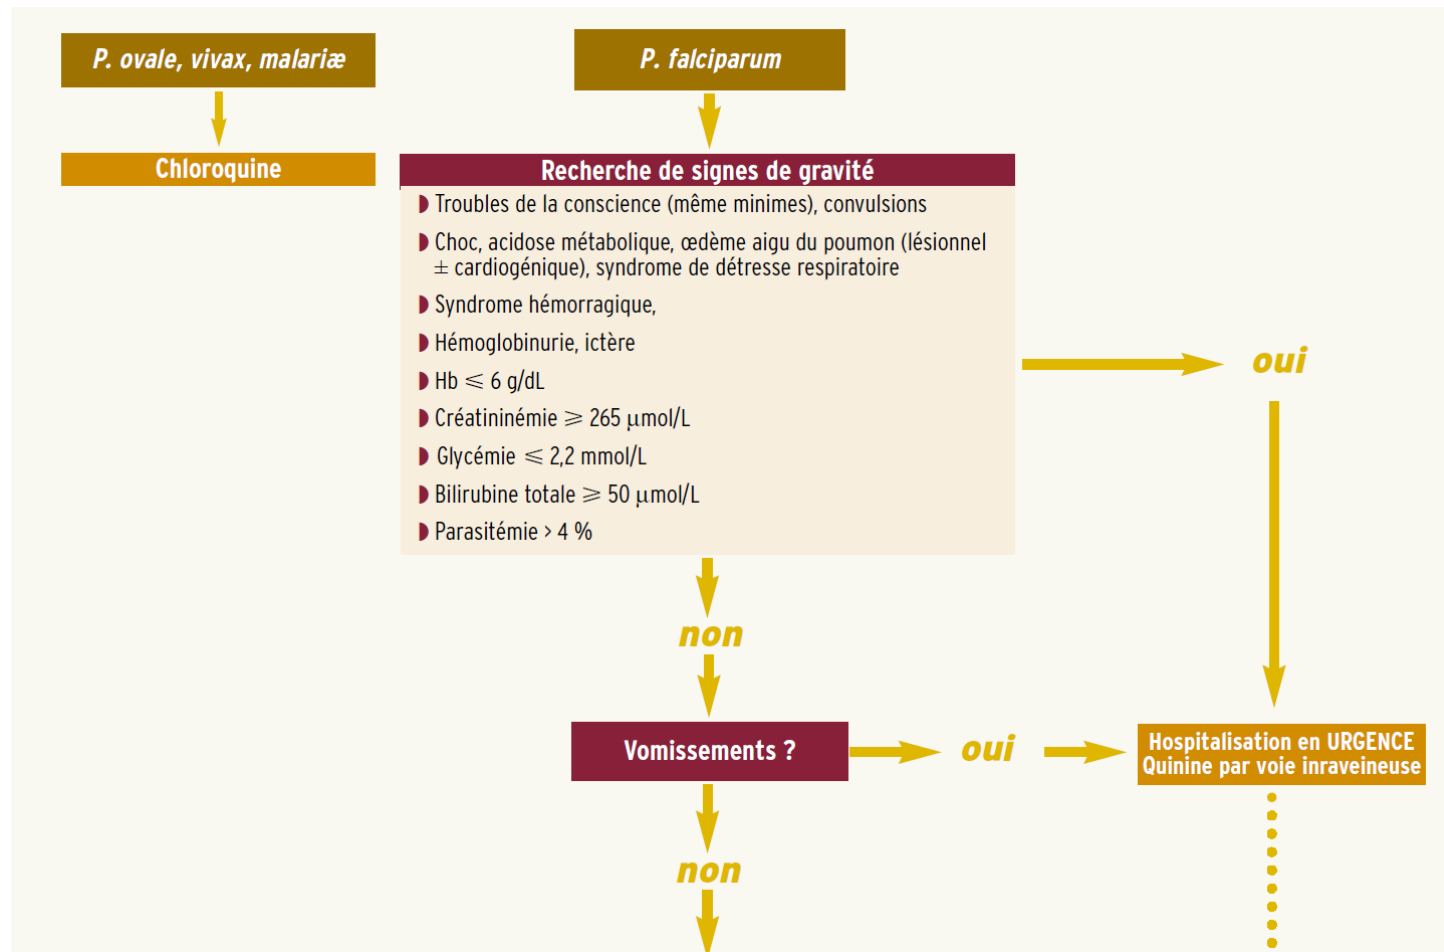 P. ovale, vivax, malariæ
P. falciparum
Chloroquine
Recherche de signes de gravité
◗ Troubles de la conscience (même minimes), convulsions
◗ Choc, acidose métabolique, œdème aigu du poumon (lésionnel
± cardiogénique), syndrome de détresse respiratoire
◗ Syndrome hémorragique,
◗ Hémoglobinurie, ictère
◗ Hb ⩽ 6 g/dL
◗ Créatininémie ⩾ 265 µmol/L
◗ Glycémie ⩽ 2,2 mmol/L
◗ Bilirubine totale ⩾ 50 µmol/L
◗ Parasitémie > 4 %
oui
non
Vomissements ?
oui
Hospitalisation en URGENCE
Quinine par voie inraveineuse
non